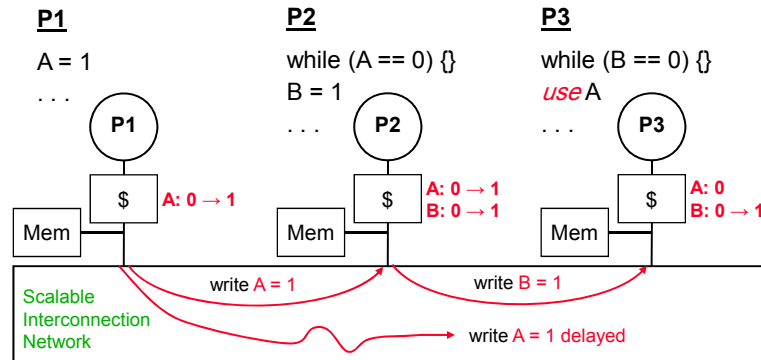 P1
A = 1
. . .
P2
while (A == 0) {}
B = 1
. . .
P3
while (B == 0) {}
use A
. . .
P1
P2
P3
$
A: 0 → 1
$
A: 0 → 1
B: 0 → 1
$
A: 0
B: 0 → 1
Mem
Mem
Mem
write A = 1
write B = 1
Scalable
Interconnection
Network
write A = 1 delayed